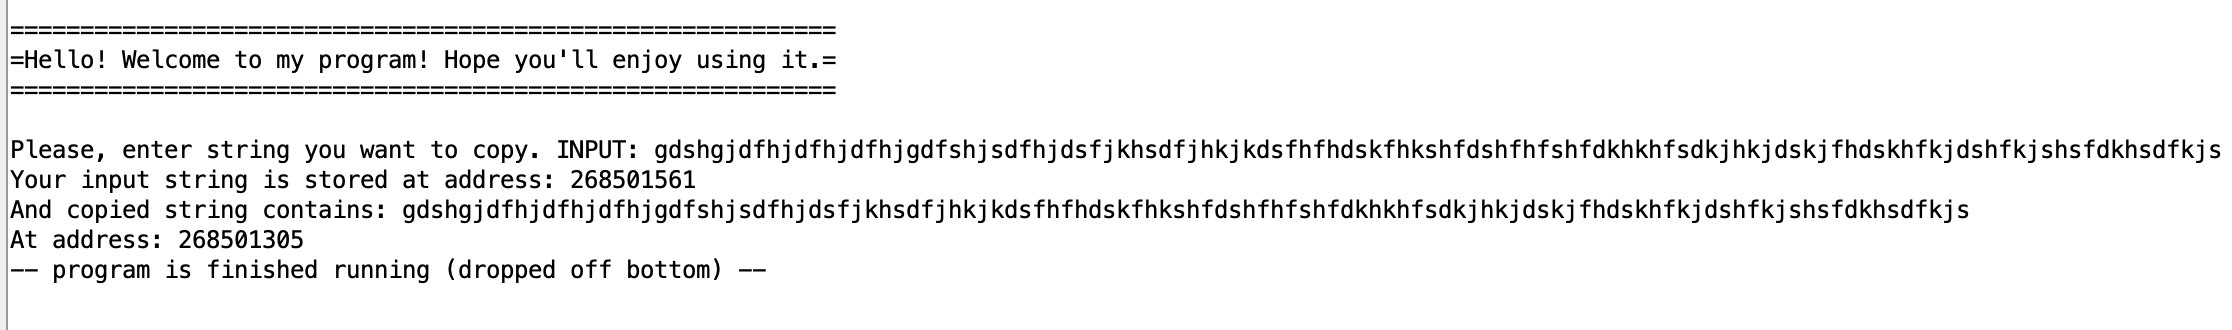 ===========================================================
=Hello! Welcome to my program! Hope you'll enjoy using it.=
===========================================================
Please, enter string you want to copy. INPUT: gdshgjdfhjdfhjdfhjgdfshjsdfhjdsfjkhsdfjhkjkdsfhfhdskfhkshfdshfhfshfdkhkhfsdkjhkjdskjfhdskhfkjdshfkjshsfdkhsdfkjs
Your input string is stored at address: 268501561
And copied string contains: gdshgjdfhjdfhjdfhjgdfshjsdfhjdsfjkhsdfjhkjkdsfhfhdskfhkshfdshfhfshfdkhkhfsdkjhkjdskjfhdskhfkjdshfkjshsfdkhsdfkjs
At address: 268501305
-- program is finished running (dropped off bottom) --